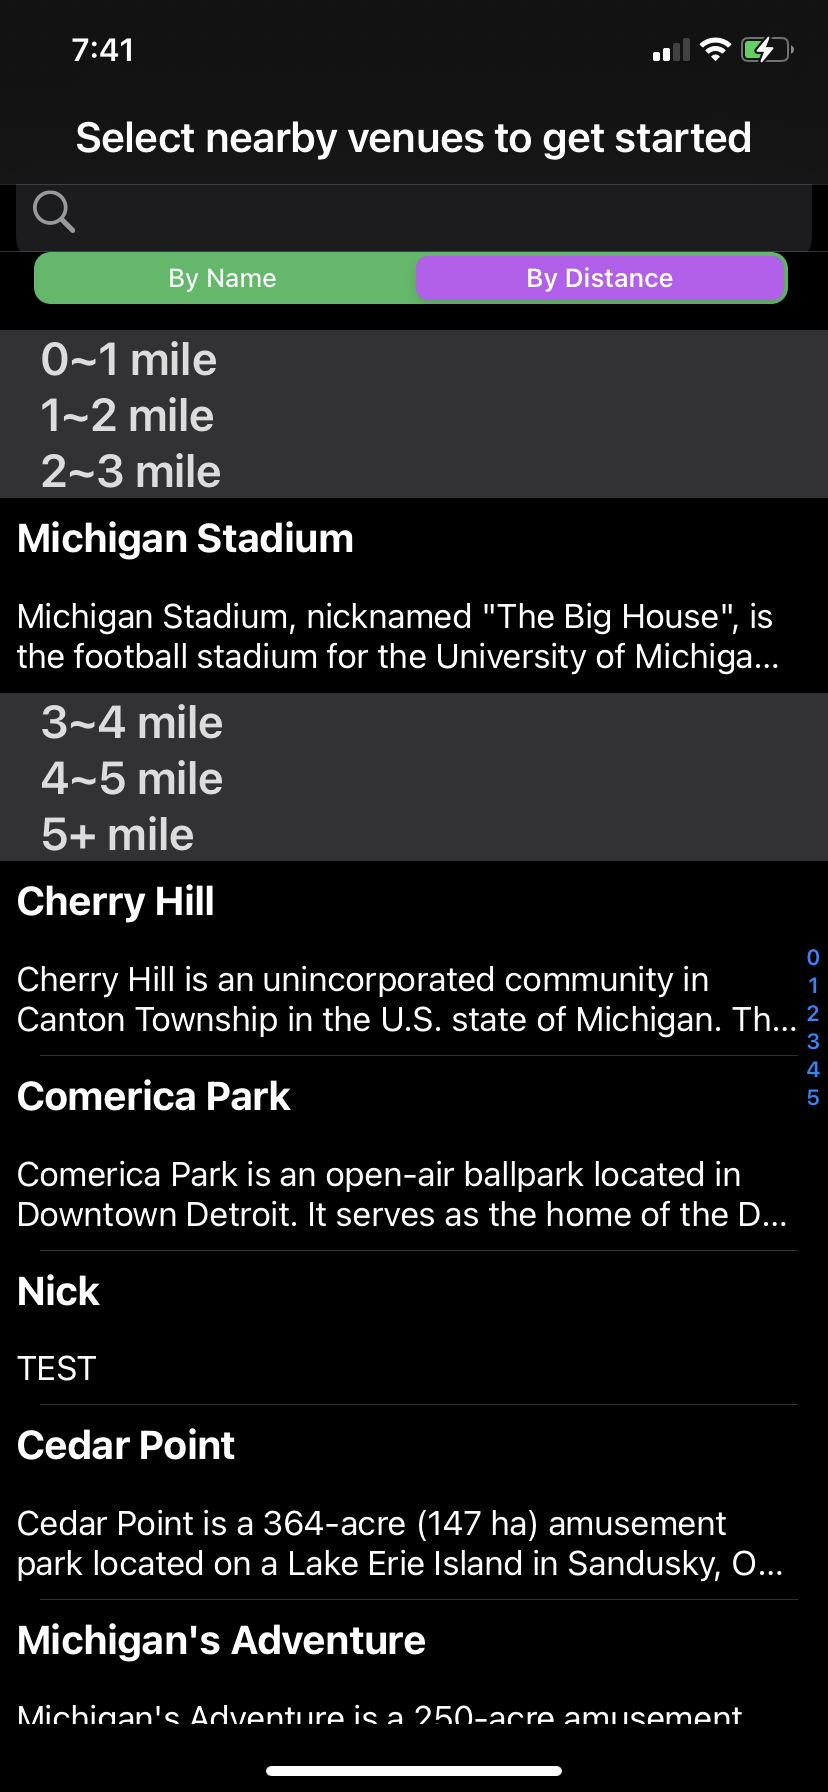 7:41
Select nearby venues to get started
By Name
By Distance
0~1 mile
1~2 mile
2~3 mile
Michigan Stadium
Michigan Stadium, nicknamed "The Big House", is
the football stadium for the University of Michiga...
3~4 mile
4~5 mile
5+ mile
Cherry Hill
Cherry Hill is an unincorporated community in
Canton Township in the U.S. state of Michigan. Th...
0
1
2
3
4
5
Comerica Park
Comerica Park is an open-air ballpark located in
Downtown Detroit. It serves as the home of the D...
Nick
TEST
Cedar Point
Cedar Point is a 364-acre (147 ha) amusement
park located on a Lake Erie Island in Sandusky, O...
Michigan's Adventure
Michigan's Adventure is a 250-acre amusement